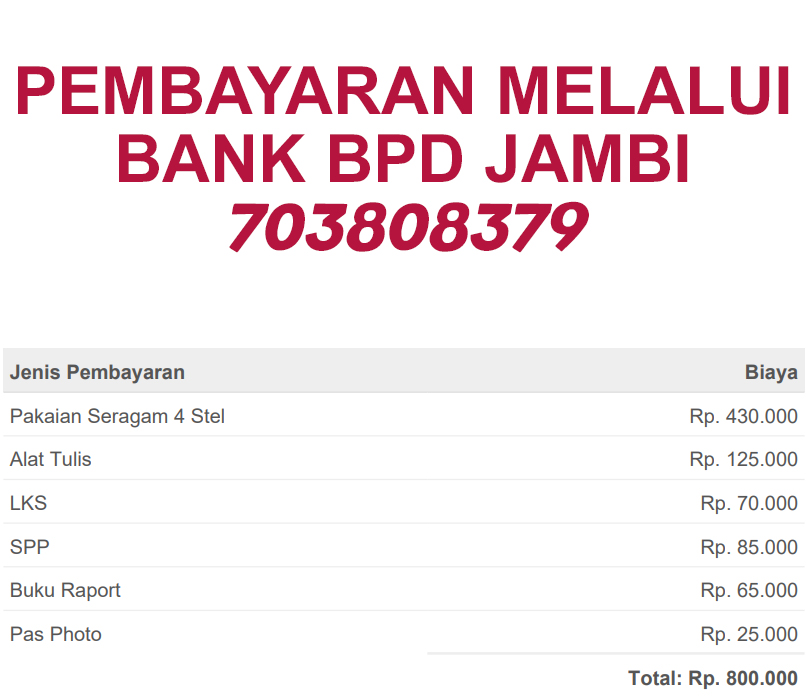 PEMBAYARAN MELALUI
BANK BPD JAMBI
703808379
Jenis Pembayaran Biaya
Pakaian Seragam 4 Stel Rp. 430.000
Alat Tulis Rp. 125.000
LKS Rp. 70.000
SPP Rp. 85.000
Buku Raport Rp. 65.000
Pas Photo Rp. 25.000
Total: Rp. 800.000